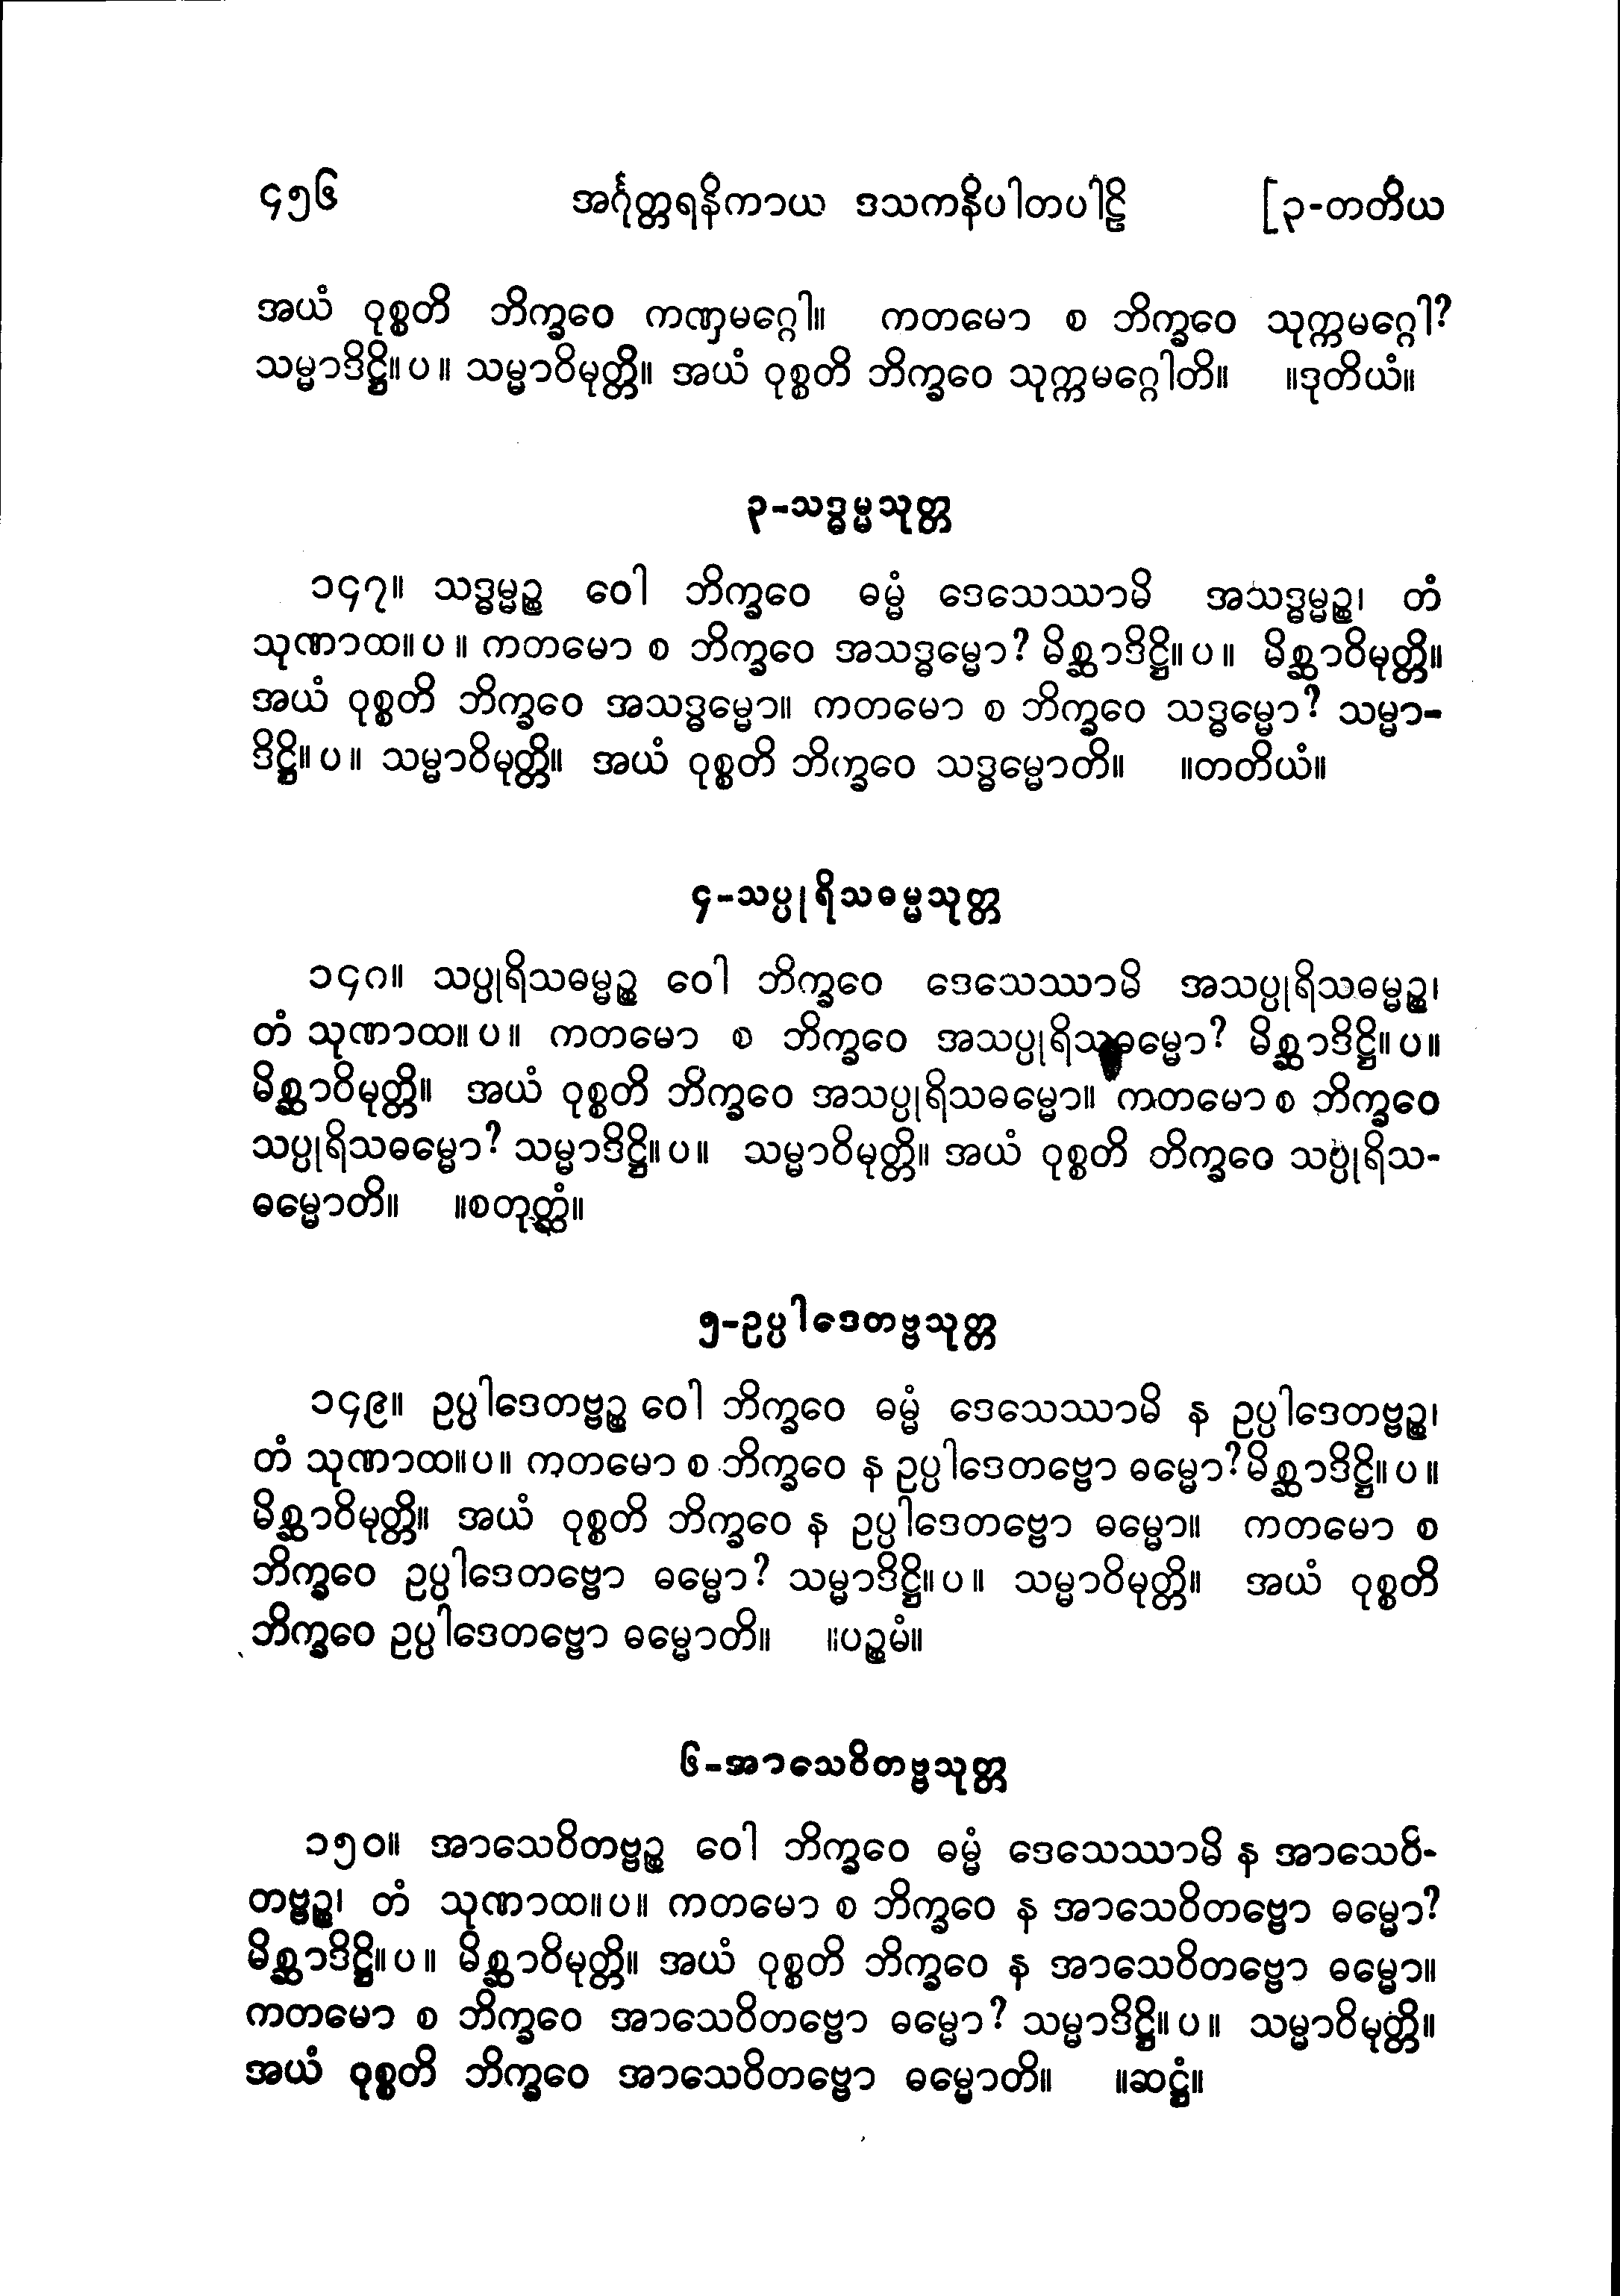 ၄၅၆ အင်္ဂုတ္တရနိကာယ ဒသကနိပါတပါဠိ [၃-တတိယ
အယံ ဝုစ္စတိ ဘိက္ခဝေ ကဏှမဂ္ဂေါ။ ကတမော စ ဘိက္ခဝေ သုက္ကမဂ္ဂေါ?
သမ္မာဒိဋ္ဌိ။ပ။ သမ္မာဝိမုတ္တိ။ အယံ ဝုစ္စတိ ဘိက္ခဝေ သုက္ကမဂ္ဂေါတိ။ ။ဒုတိယံ။
၃-သဒ္ဓမ္မသုတ္တ
၁၄၇။ သဒ္ဓမ္မဉ္စ ဝေါ ဘိက္ခဝေ ဓမ္မံ ဒေသေဿာမိ အသဒ္ဓမ္မဉ္စ၊ တံ
သုဏာထ။ပ။ ကတမော စ ဘိက္ခဝေ အသဒ္ဓမ္မော? မိစ္ဆာဒိဋ္ဌိ။ပ။ မိစ္ဆာဝိမုတ္တိ။
အယံ ဝုစ္စတိ ဘိက္ခဝေ အသဒ္ဓမ္မော။ ကတမော စ ဘိက္ခဝေ သဒ္ဓမ္မော? သမ္မာ-
ဒိဋ္ဌိ။ပ။ သမ္မာဝိမုတ္တိ။ အယံ ဝုစ္စတိ ဘိက္ခဝေ သဒ္ဓမ္မောတိ။ ။တတိယံ။
၄-သပ္ပုရိသဓမ္မသုတ္တ
၁၄၈။ သပ္ပုရိသဓမ္မဉ္စ ဝေါ ဘိက္ခဝေ ဒေသေဿာမိ အသပ္ပုရိသဓမ္မဉ္စ၊
တံ သုဏာထ။ပ။ ကတမော စ ဘိက္ခဝေ အသပ္ပုရိသဓမ္မော? မိစ္ဆာဒိဋ္ဌိ။ပ။
မိစ္ဆာဝိမုတ္တိ။ အယံ ဝုစ္စတိ ဘိက္ခဝေ အသပ္ပုရိသဓမ္မော။ ကတမော စ ဘိက္ခဝေ
သပ္ပုရိသဓမ္မော? သမ္မာဒိဋ္ဌိ။ပ။ သမ္မာဝိမုတ္တိ။ အယံ ဝုစ္စတိ ဘိက္ခဝေ သပ္ပုရိသ-
ဓမ္မောတိ။ ။စတုတ္ထံ။
၅-ဥပ္ပါဒေတဗ္ဗသုတ္တ
၁၄၉။ ဥပ္ပါဒေတဗ္ဗဉ္စ ဝေါ ဘိက္ခဝေ ဓမ္မံ ဒေသေဿာမိ န ဥပ္ပါဒေတဗ္ဗဉ္စ၊
တံ သုဏာထ။ပ။ ကတမော စ ဘိက္ခဝေ န ဥပ္ပါဒေတဗ္ဗော ဓမ္မော? မိစ္ဆာဒိဋ္ဌိ။ပ။
မိစ္ဆာဝိမုတ္တိ။ အယံ ဝုစ္စတိ ဘိက္ခဝေ န ဥပ္ပါဒေတဗ္ဗော ဓမ္မော။ ကတမော စ
ဘိက္ခဝေ ဥပ္ပါဒေတဗ္ဗော ဓမ္မော? သမ္မာဒိဋ္ဌိ။ပ။ သမ္မာဝိမုတ္တိ။ အယံ ဝုစ္စတိ
ဘိက္ခဝေ ဥပ္ပါဒေတဗ္ဗော ဓမ္မောတိ။ ။ပဉ္စမံ။
၆-အာသေဝိတဗ္ဗသုတ္တ
၁၅၀။ အာသေဝိတဗ္ဗဉ္စ ဝေါ ဘိက္ခဝေ ဓမ္မံ ဒေသေဿာမိ န အာသေဝိ-
တဗ္ဗဉ္စ၊ တံ သုဏာထ။ပ။ ကတမော စ ဘိက္ခဝေ န အာသေဝိတဗ္ဗော ဓမ္မော?
မိစ္ဆာဒိဋ္ဌိ။ပ။ မိစ္ဆာဝိမုတ္တိ။ အယံ ဝုစ္စတိ ဘိက္ခဝေ န အာသေဝိတဗ္ဗော ဓမ္မော။
ကတမော စ ဘိက္ခဝေ အာသေဝိတဗ္ဗော ဓမ္မော? သမ္မာဒိဋ္ဌိ။ပ။ သမ္မာဝိမုတ္တိ။
အယံ ဝုစ္စတိ ဘိက္ခဝေ အာသေဝိတဗ္ဗော ဓမ္မောတိ။ ။ဆဋ္ဌံ။